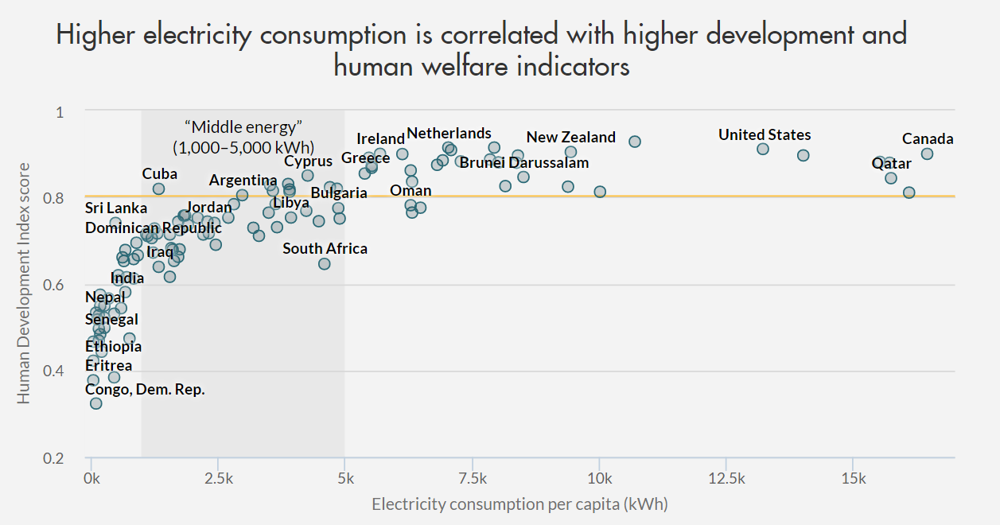 Higher electricity consumption is correlated with higher development and
human welfare indicators
Human Development Index score
1
0.8
0.6
0.4
0.2
“Middle energy”
(1,000–5,000 kWh)
Ireland
Netherlands
New Zealand
United States
Canada
Cuba
Cyprus
Greece
Brunei Darussalam
Qatar
Argentina
Bulgaria
Oman
Sri Lanka
Jordan
Libya
Dominican Republic
Iraq
South Africa
India
Nepal
Senegal
Ethiopia
Eritrea
Congo, Dem. Rep.
0k
2.5k
5k
7.5k
10k
12.5k
15k
Electricity consumption per capita (kWh)